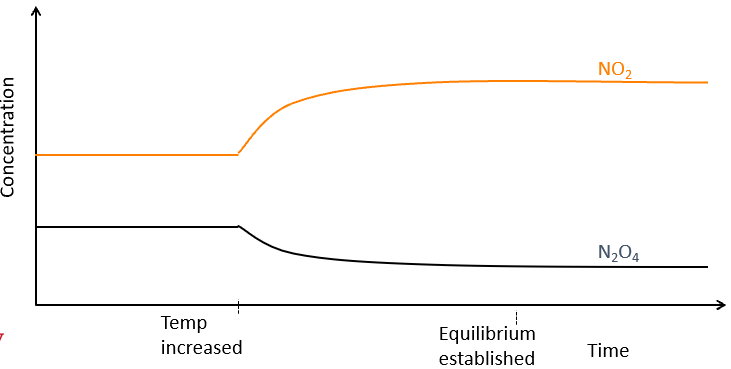 Concentration
NO₂
N₂O₄
Temp
increased
Equilibrium
established
Time